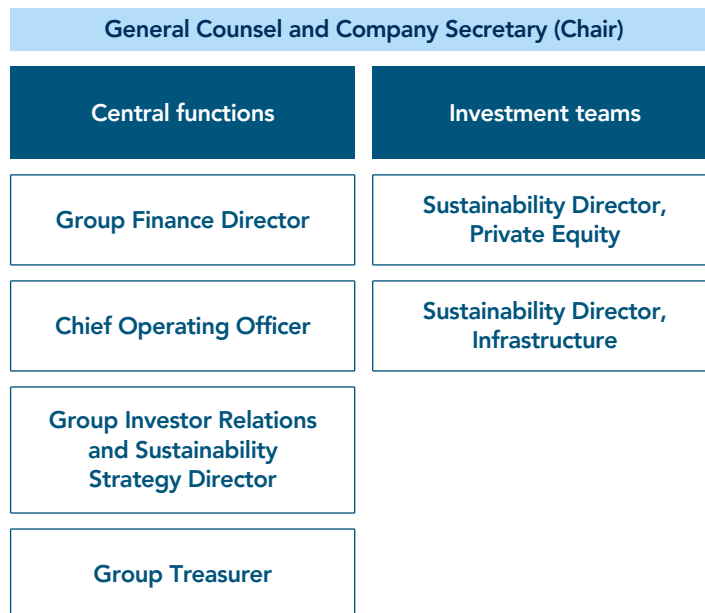 General Counsel and Company Secretary (Chair)
Central functions
Investment teams
Group Finance Director
Sustainability Director,
Private Equity
Chief Operating Officer
Sustainability Director,
Infrastructure
Group Investor Relations
and Sustainability
Strategy Director
Group Treasurer